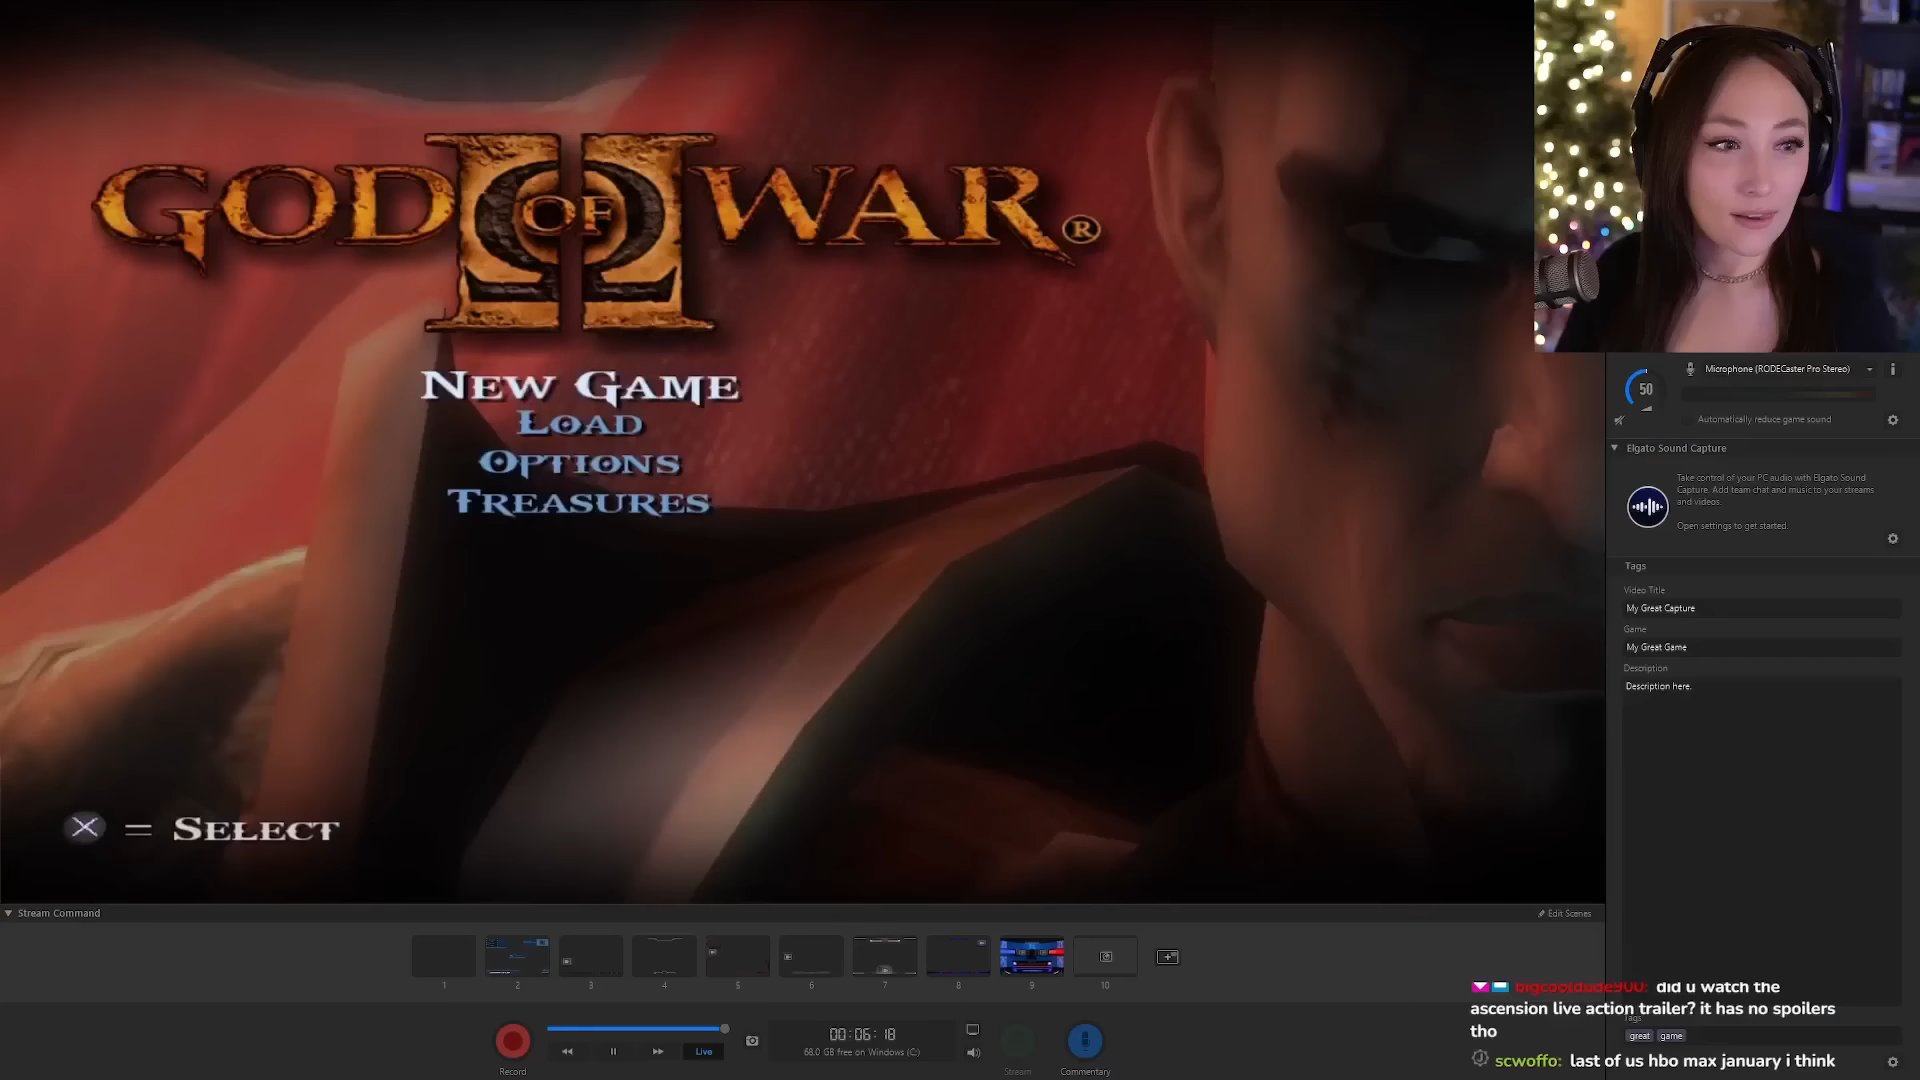 GOD OF WAR®
NEW GAME
LOAD
OPTIONS
TREASURES
= SELECT
50
Microphone (RODECaster Pro Stereo)
Automatically reduce game sound
Elgato Sound Capture
Take control of your PC audio with Elgato Sound
Capture. Add team chat and music to your streams
and videos.
Open settings to get started.
Tags
Video Title
My Great Capture
Game
My Great Game
Description
Description here.
Stream Command
Edit Scenes
1 2 3 4 5 6 7 8 9 10
bigcooldude900: did u watch the
ascension live action trailer? it has no spoilers
tho
Tags
great game
scwoffo: last of us hbo max january i think
Live
00:06:18
68.0 GB free on Windows (C:)
Record
Stream
Commentary